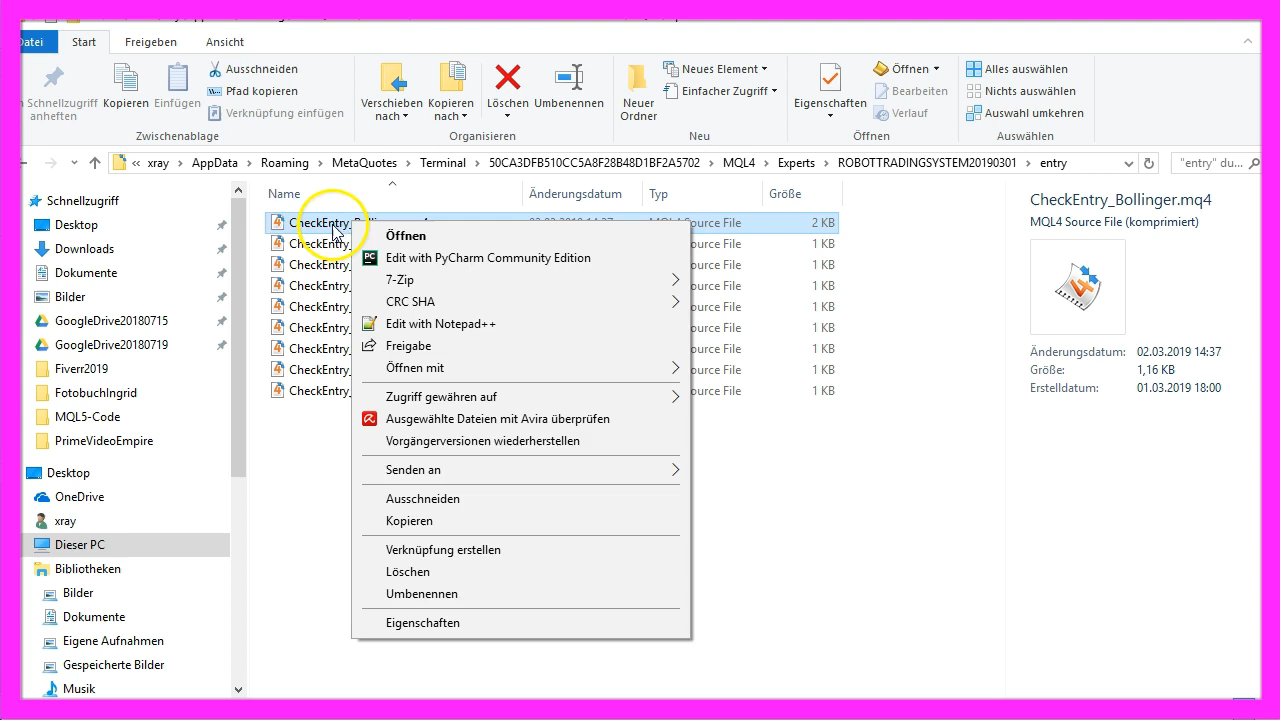 Datei Start Freigeben Ansicht
Schnellzugriff
anheften
Kopieren
Einfügen
Ausschneiden
Pfad kopieren
Verknüpfung einfügen
Zwischenablage
Verschieben
nach
Kopieren
nach
Löschen
Umbenennen
Organisieren
Neuer
Ordner
Neues Element
Einfacher Zugriff
Neu
Eigenschaften
Öffnen
Bearbeiten
Verlauf
Öffnen
Alles auswählen
Nichts auswählen
Auswahl umkehren
Auswählen
« xray > AppData > Roaming > MetaQuotes > Terminal > 50CA3DFB510CC5A8F28B48D1BF2A5702 > MQL4 > Experts > ROBOTTRADINGSYSTEM20190301 > entry
"entry" du...
Schnellzugriff
Desktop
Downloads
Dokumente
Bilder
GoogleDrive20180715
GoogleDrive20180719
Fiverr2019
FotobuchIngrid
MQL5-Code
PrimeVideoEmpire
Desktop
OneDrive
xray
Dieser PC
Bibliotheken
Bilder
Dokumente
Eigene Aufnahmen
Gespeicherte Bilder
Musik
Name Änderungsdatum Typ Größe
CheckEntry_ 2 KB
CheckEntry_ ource File 1 KB
CheckEntry_ ource File 1 KB
CheckEntry_ ource File 1 KB
CheckEntry_ ource File 1 KB
CheckEntry_ ource File 1 KB
CheckEntry_ ource File 1 KB
CheckEntry_ ource File 1 KB
CheckEntry_ ource File 1 KB
Öffnen
Edit with PyCharm Community Edition
7-Zip
CRC SHA
Edit with Notepad++
Freigabe
Öffnen mit
Zugriff gewähren auf
Ausgewählte Dateien mit Avira überprüfen
Vorgängerversionen wiederherstellen
Senden an
Ausschneiden
Kopieren
Verknüpfung erstellen
Löschen
Umbenennen
Eigenschaften
CheckEntry_Bollinger.mq4
MQL4 Source File (komprimiert)
Änderungsdatum: 02.03.2019 14:37
Größe: 1,16 KB
Erstelldatum: 01.03.2019 18:00